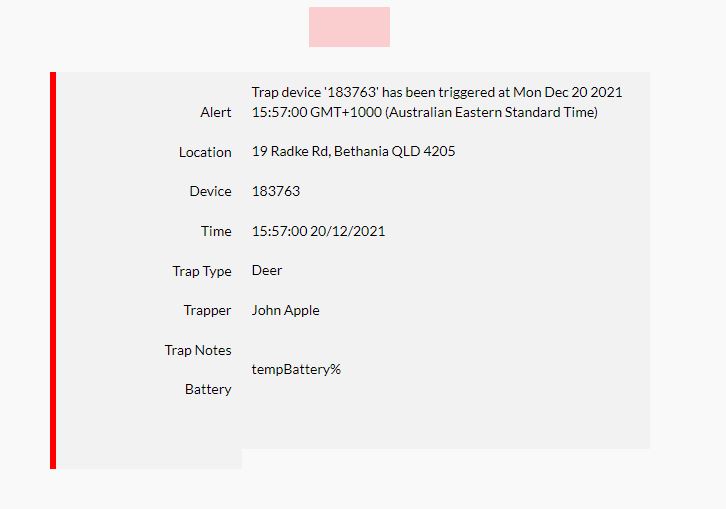 Trap device '183763' has been triggered at Mon Dec 20 2021
Alert 15:57:00 GMT+1000 (Australian Eastern Standard Time)
Location 19 Radke Rd, Bethania QLD 4205
Device 183763
Time 15:57:00 20/12/2021
Trap Type Deer
Trapper John Apple
Trap Notes
tempBattery%
Battery